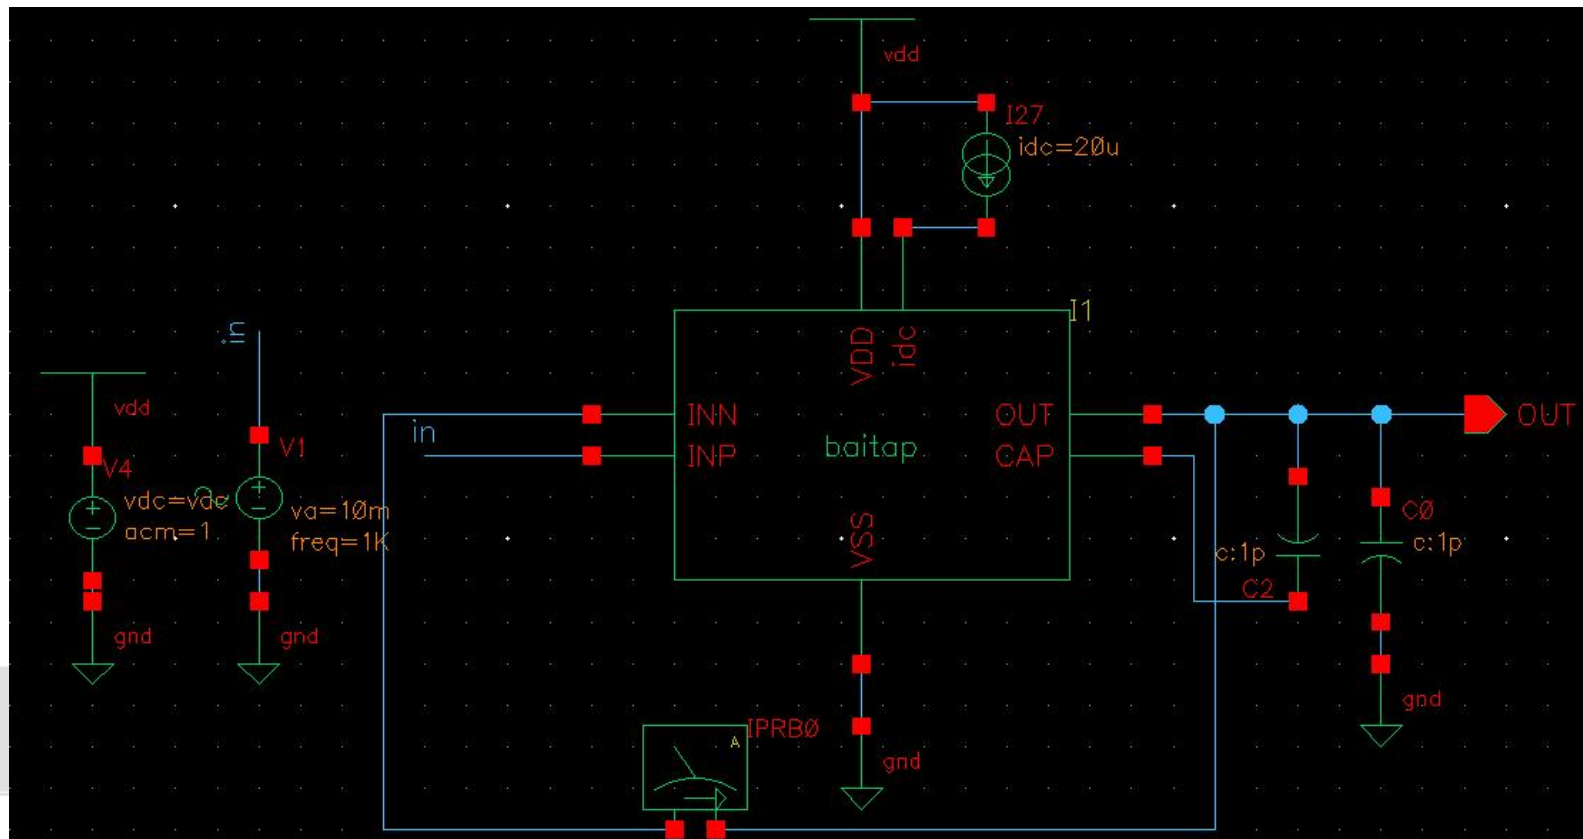 vdd
I27
idc=20u
I1
in
VDD
idc
vdd
V4
vdc=vdc
acm=1
gnd
V1
va=10m
freq=1K
gnd
in
INN
INP
baitap
OUT
CAP
VSS
OUT
c:1p
C2
C0
c:1p
gnd
IPRB0
A
gnd